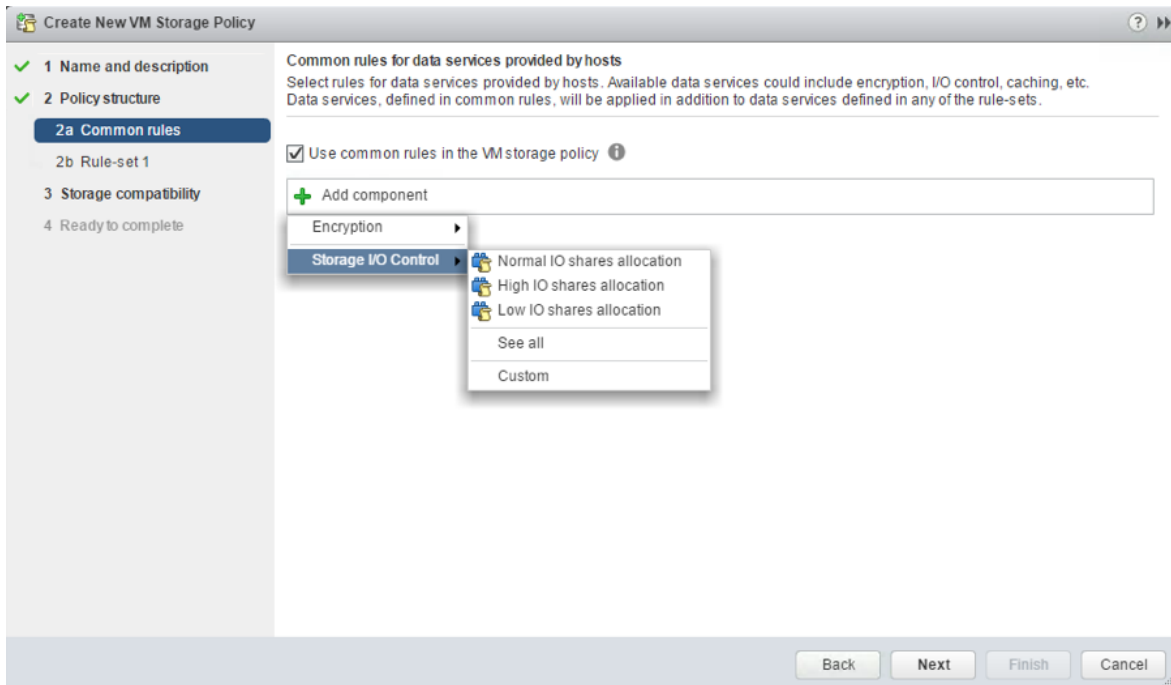 Create New VM Storage Policy
1 Name and description
2 Policy structure
2a Common rules
2b Rule-set 1
3 Storage compatibility
4 Ready to complete
Common rules for data services provided by hosts
Select rules for data services provided by hosts. Available data services could include encryption, I/O control, caching, etc.
Data services, defined in common rules, will be applied in addition to data services defined in any of the rule-sets.
Use common rules in the VM storage policy
Add component
Encryption
Storage I/O Control
Normal IO shares allocation
High IO shares allocation
Low IO shares allocation
See all
Custom
Back Next Finish Cancel